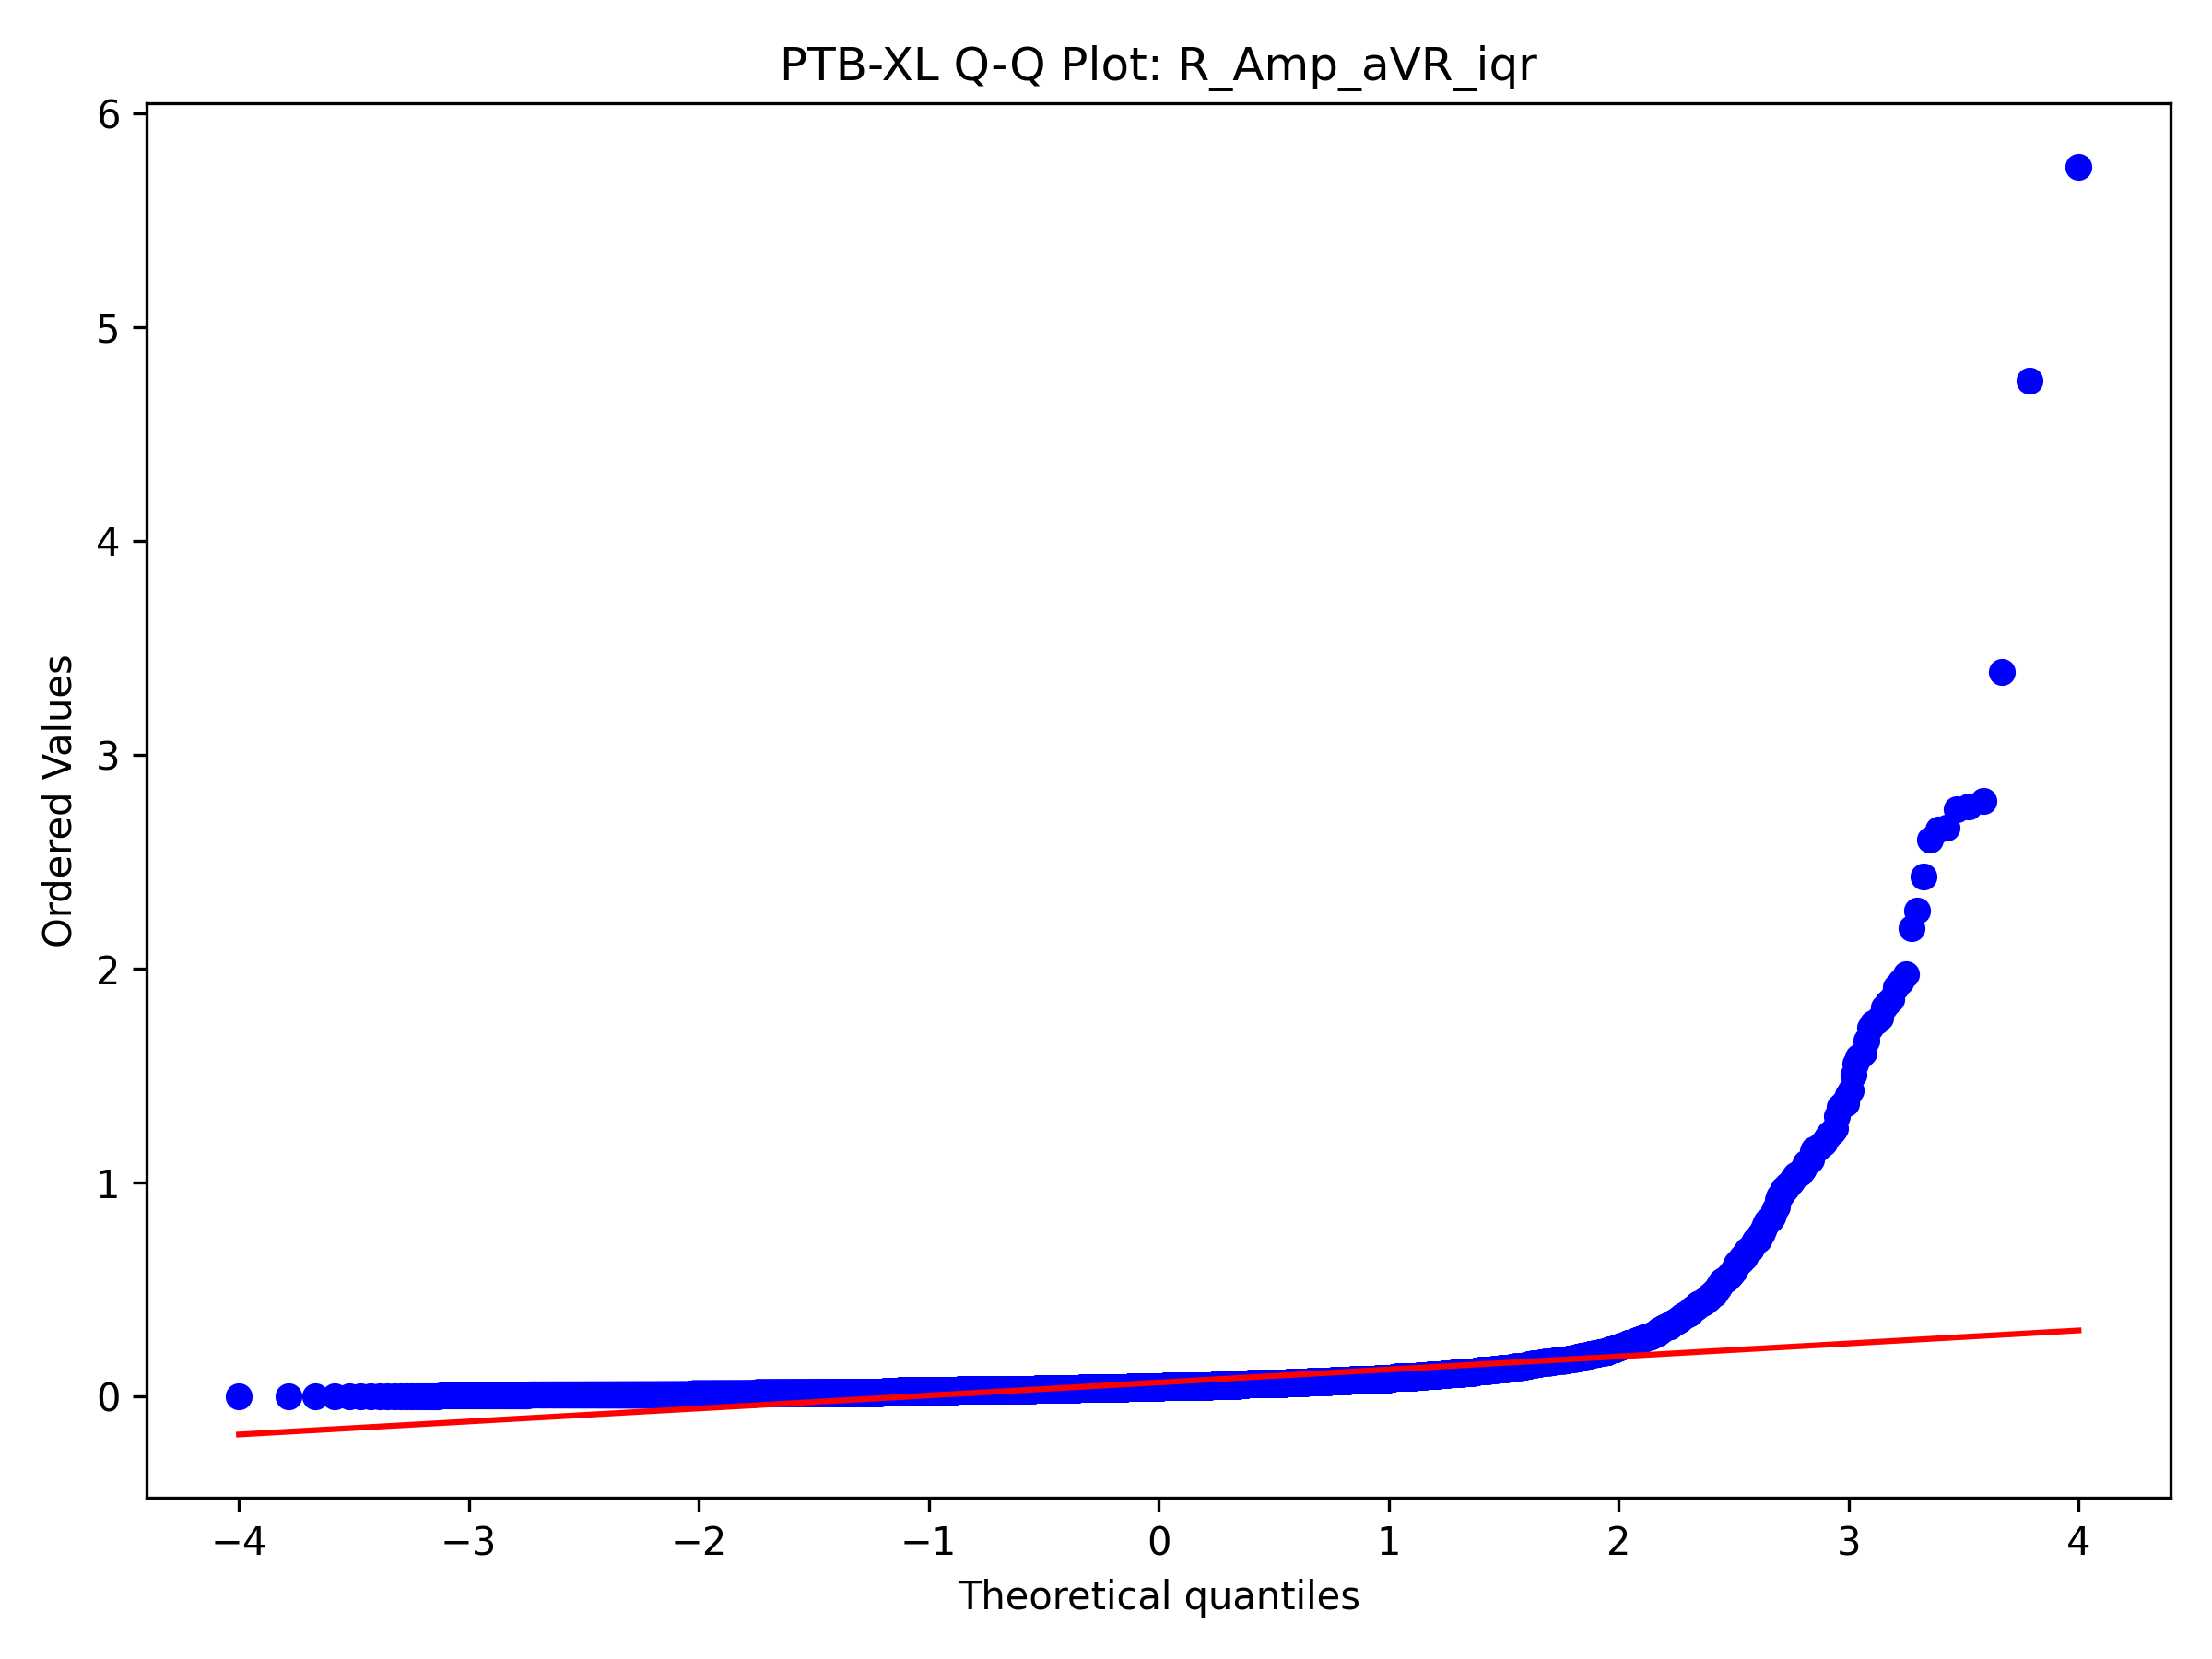 PTB-XL Q-Q Plot: R_Amp_aVR_iqr
6
5
4
3
2
1
0
Ordered Values
−4 −3 −2 −1 0 1 2 3 4
Theoretical quantiles